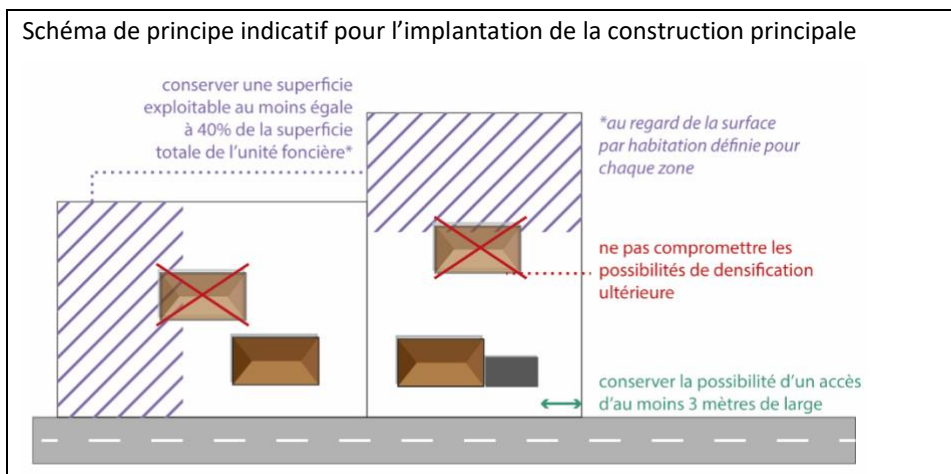 Schéma de principe indicatif pour l’implantation de la construction principale
conserver une superficie
exploitable au moins égale
à 40% de la superficie
totale de l’unité foncière*
*au regard de la surface
par habitation définie pour
chaque zone
ne pas compromettre les
possibilités de densification
ultérieure
conserver la possibilité d’un accès
d’au moins 3 mètres de large